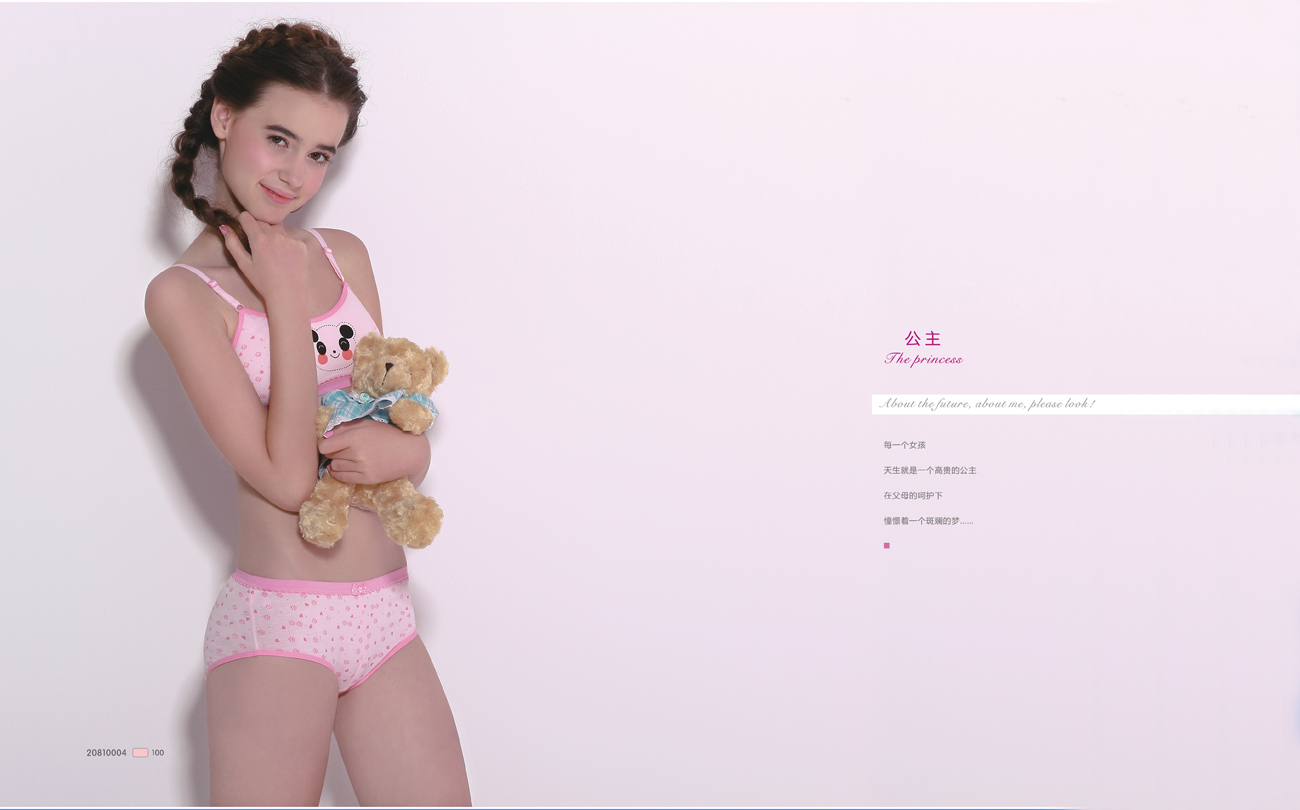 公主
The princess
About the future, about me, please look!
每一个女孩
天生就是一个高贵的公主
在父母的呵护下
憧憬着一个斑斓的梦……
20810004 100